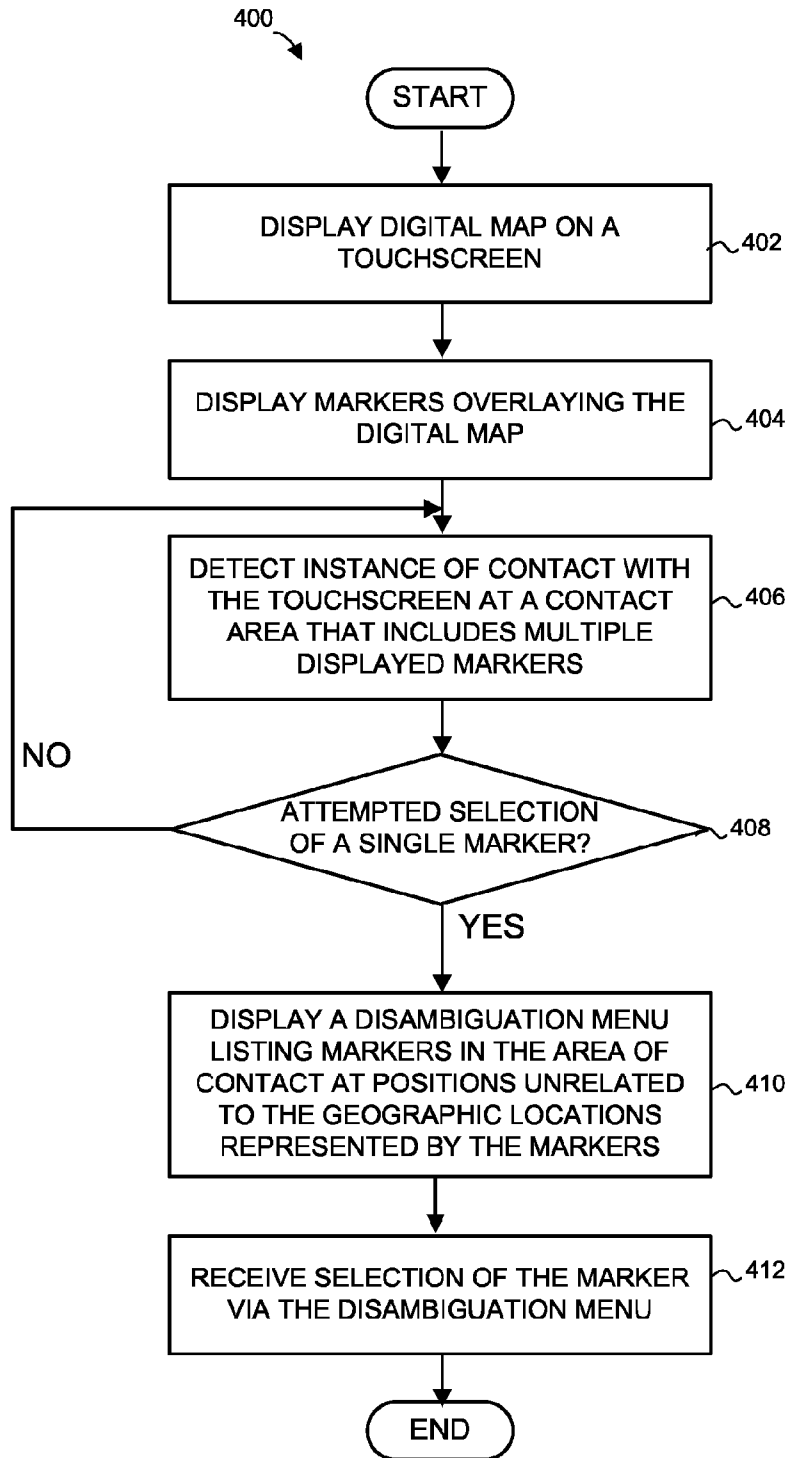 400
START
DISPLAY DIGITAL MAP ON A
TOUCHSCREEN
402
DISPLAY MARKERS OVERLAYING THE
DIGITAL MAP
404
DETECT INSTANCE OF CONTACT WITH
THE TOUCHSCREEN AT A CONTACT
AREA THAT INCLUDES MULTIPLE
DISPLAYED MARKERS
406
NO
ATTEMPTED SELECTION
OF A SINGLE MARKER?
408
YES
DISPLAY A DISAMBIGUATION MENU
LISTING MARKERS IN THE AREA OF
CONTACT AT POSITIONS UNRELATED
TO THE GEOGRAPHIC LOCATIONS
REPRESENTED BY THE MARKERS
410
RECEIVE SELECTION OF THE MARKER
VIA THE DISAMBIGUATION MENU
412
END